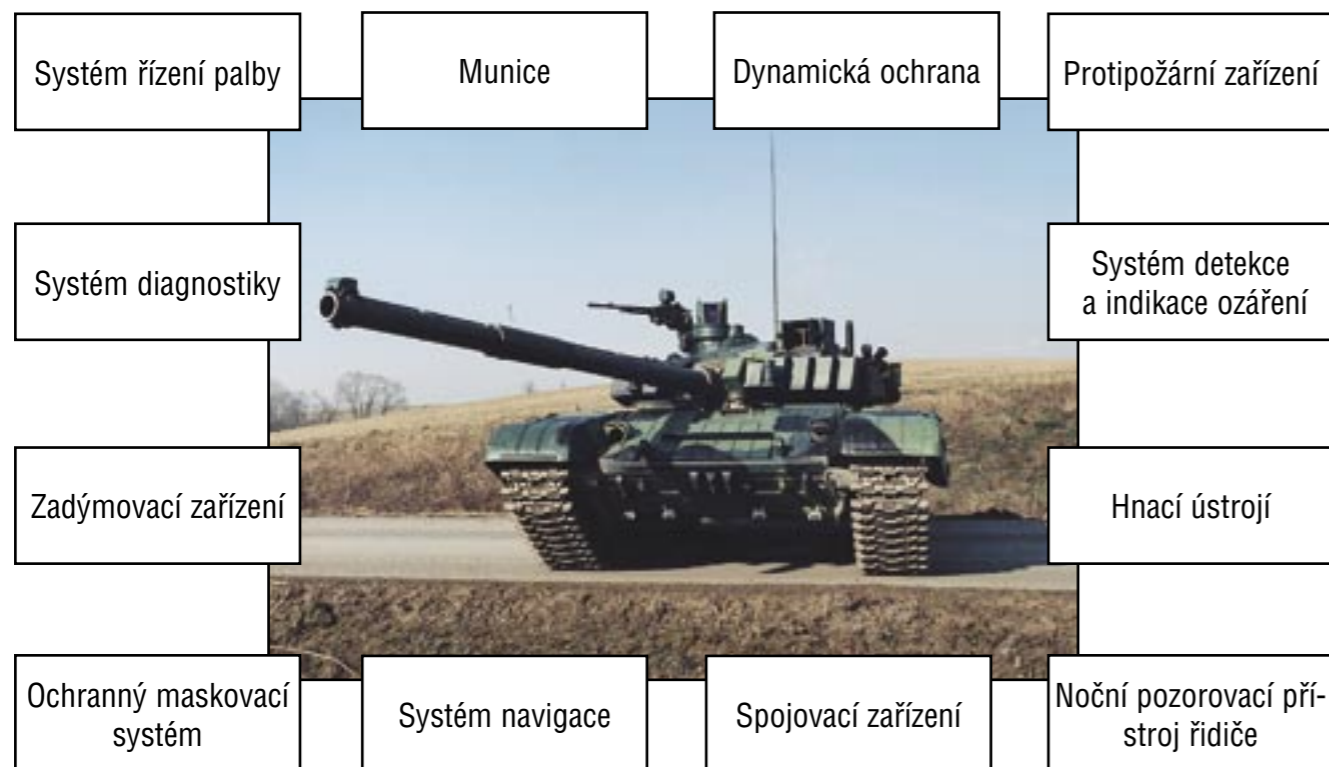 Systém řízení palby
Munice
Dynamická ochrana
Protipožární zařízení
Systém diagnostiky
Systém detekce
a indikace ozáření
Zadýmovací zařízení
Hnací ústrojí
Ochranný maskovací
systém
Systém navigace
Spojovací zařízení
Noční pozorovací pří-
stroj řidiče